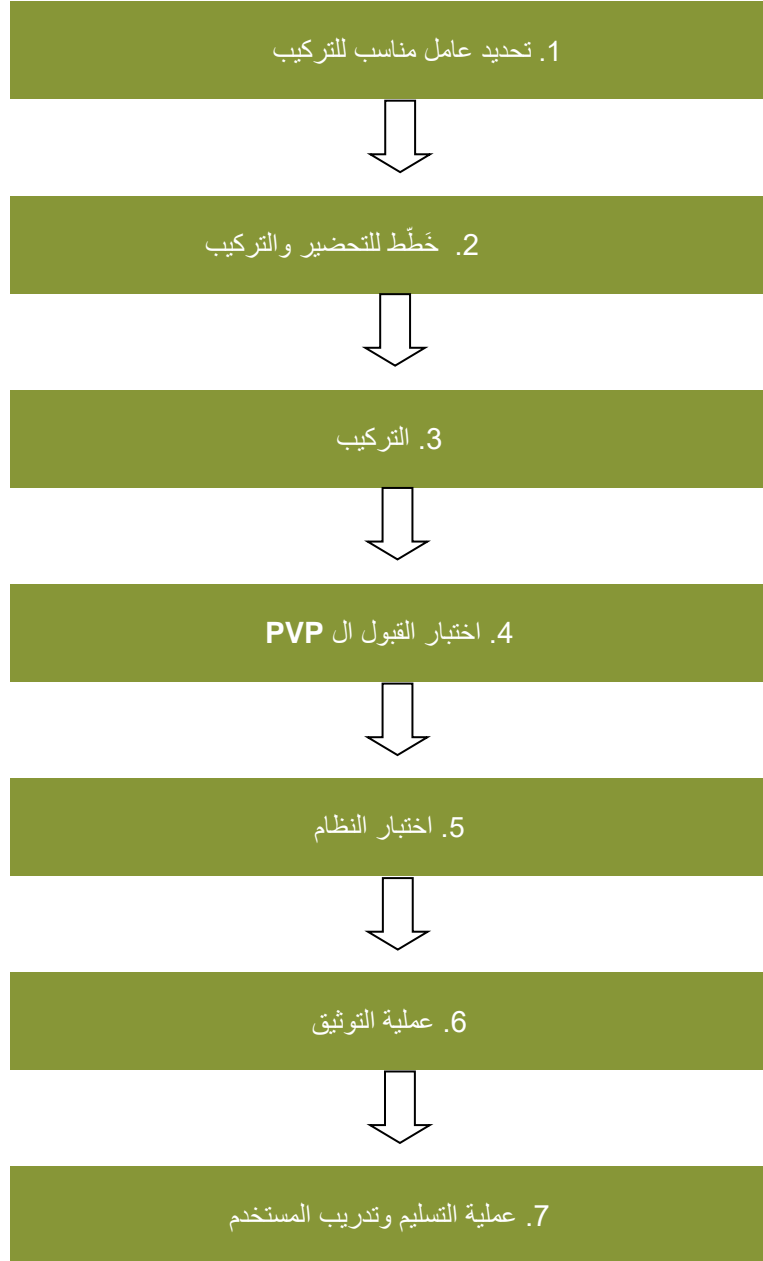 1. تحديد عامل مناسب للتركيب
2. خَطّط للتحضير والتركيب
3. التركيب
4. اختبار القبول ال PVP
5. اختبار النظام
6. عملية التوثيق
7. عملية التسليم وتدريب المستخدم